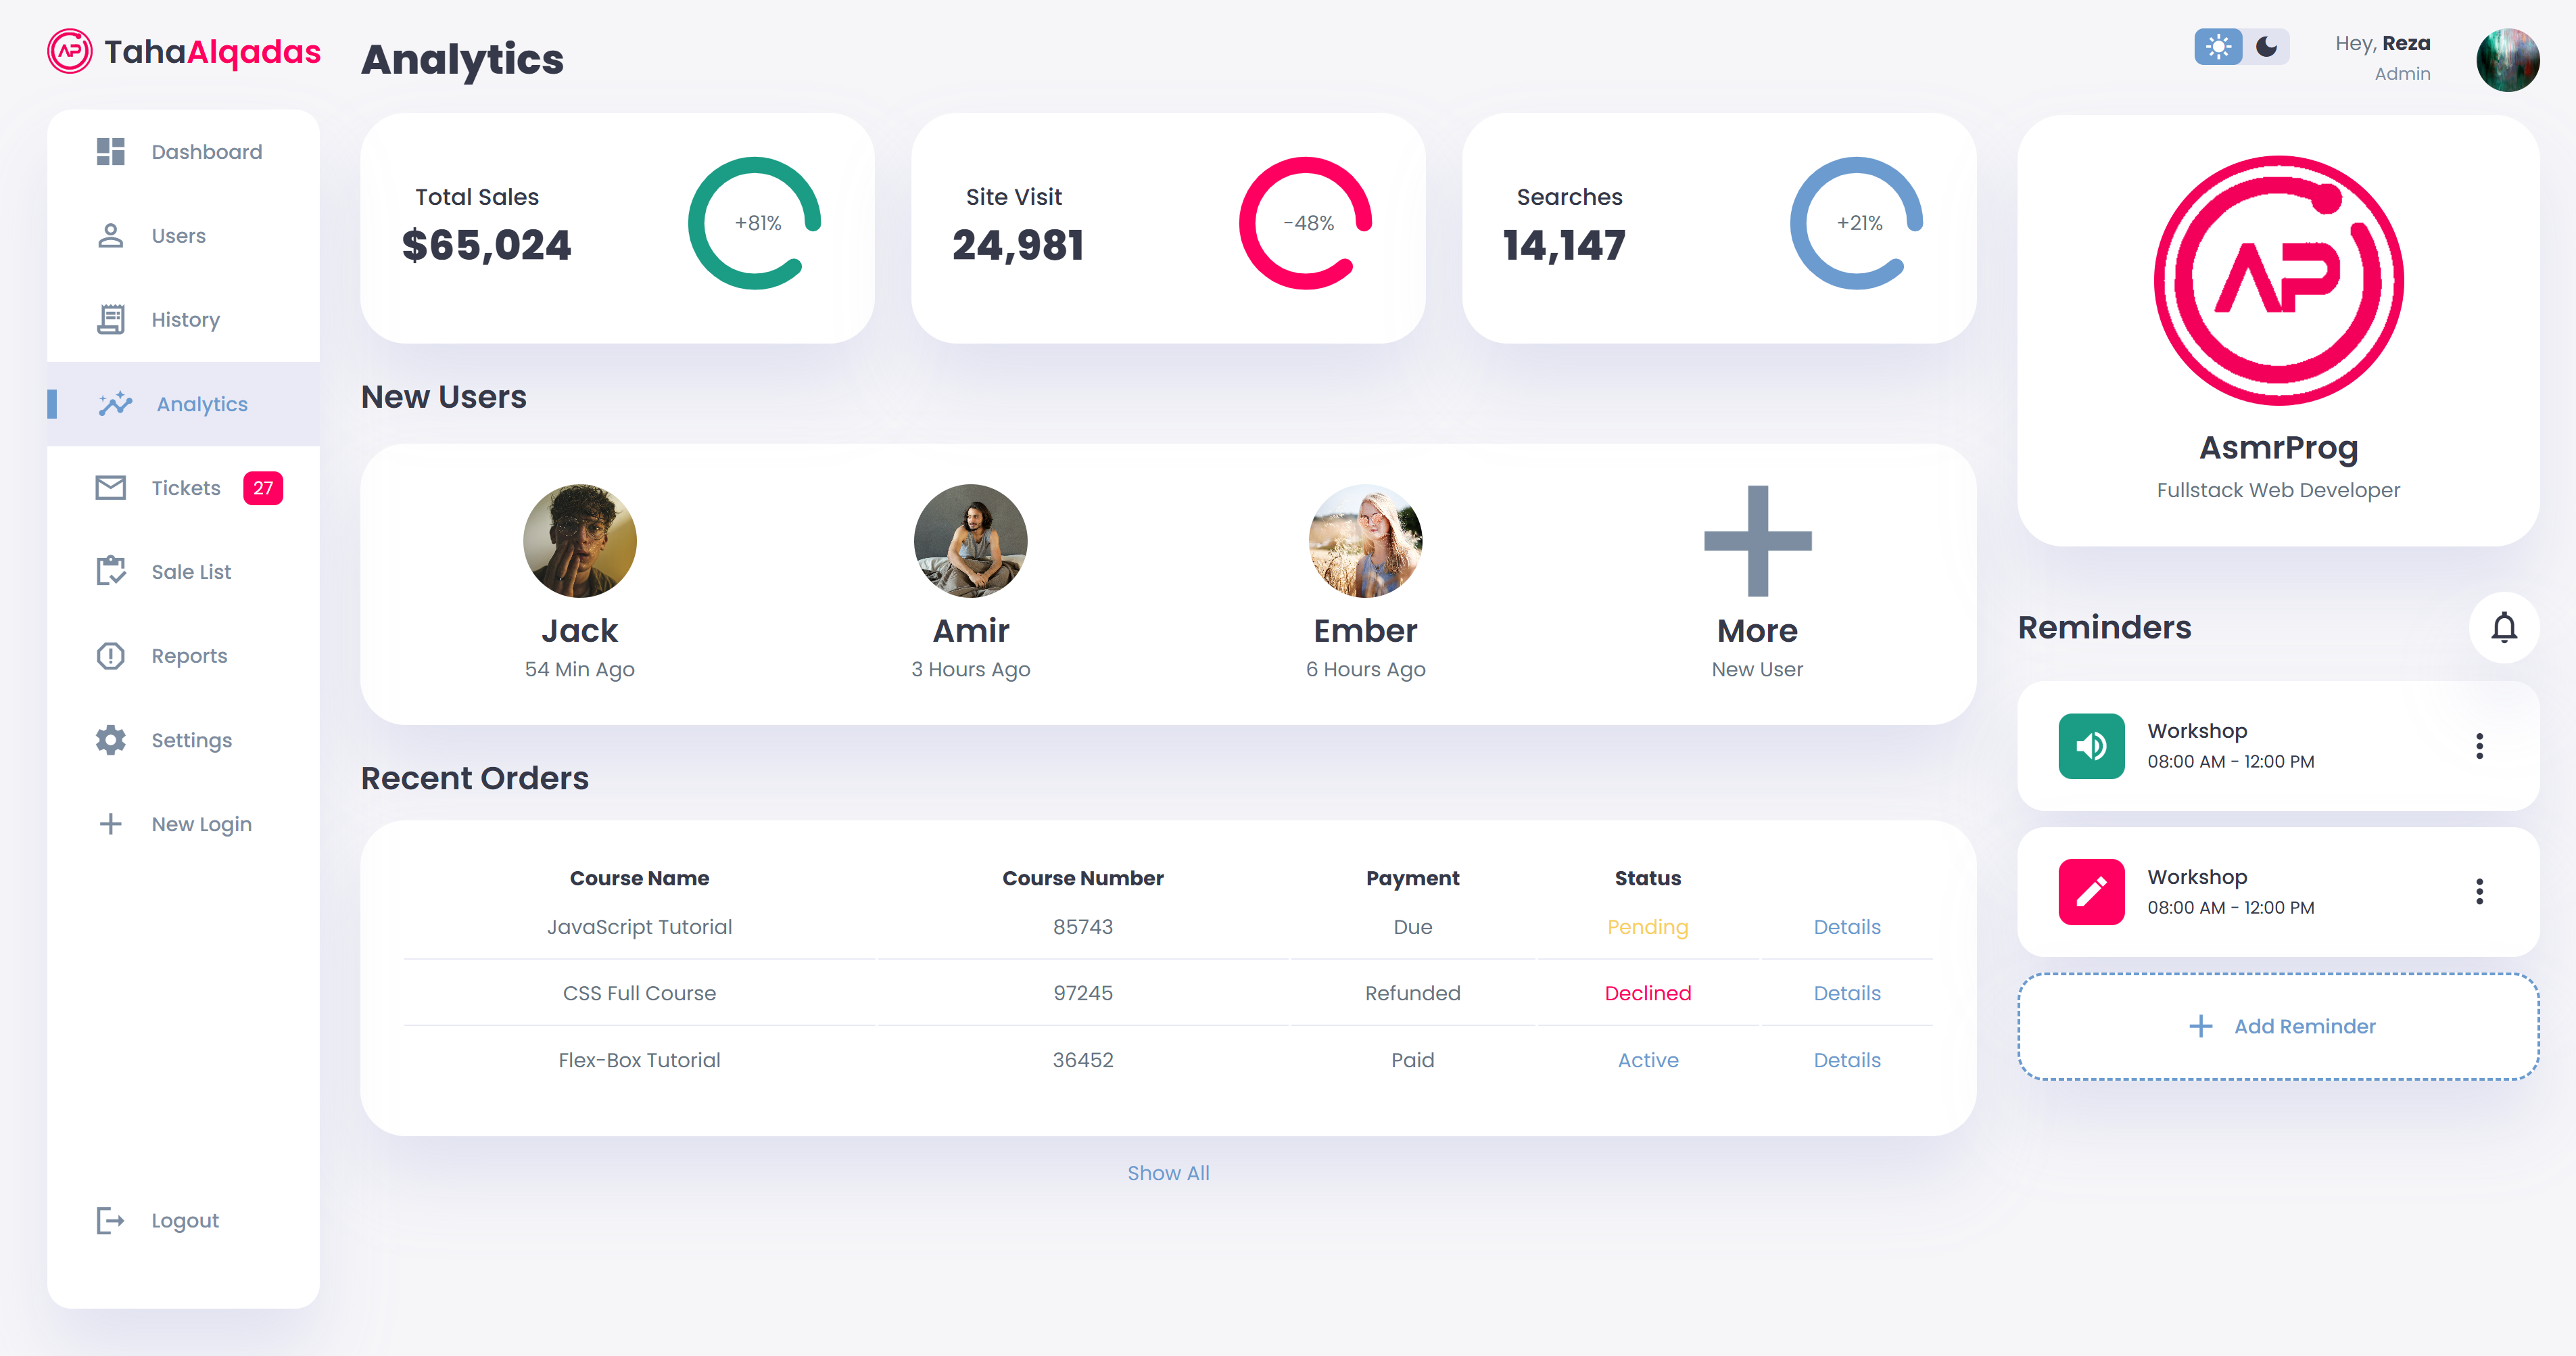 TahaAlqadas
Dashboard
Users
History
Analytics
Tickets 27
Sale List
Reports
Settings
New Login
Logout
Analytics
Total Sales
$65,024
+81%
Site Visit
24,981
-48%
Searches
14,147
+21%
New Users
Jack
54 Min Ago
Amir
3 Hours Ago
Ember
6 Hours Ago
More
New User
Recent Orders
Course Name Course Number Payment Status
JavaScript Tutorial 85743 Due Pending Details
CSS Full Course 97245 Refunded Declined Details
Flex-Box Tutorial 36452 Paid Active Details
Show All
Hey, Reza
Admin
AP
AsmrProg
Fullstack Web Developer
Reminders
Workshop
08:00 AM - 12:00 PM
Workshop
08:00 AM - 12:00 PM
Add Reminder